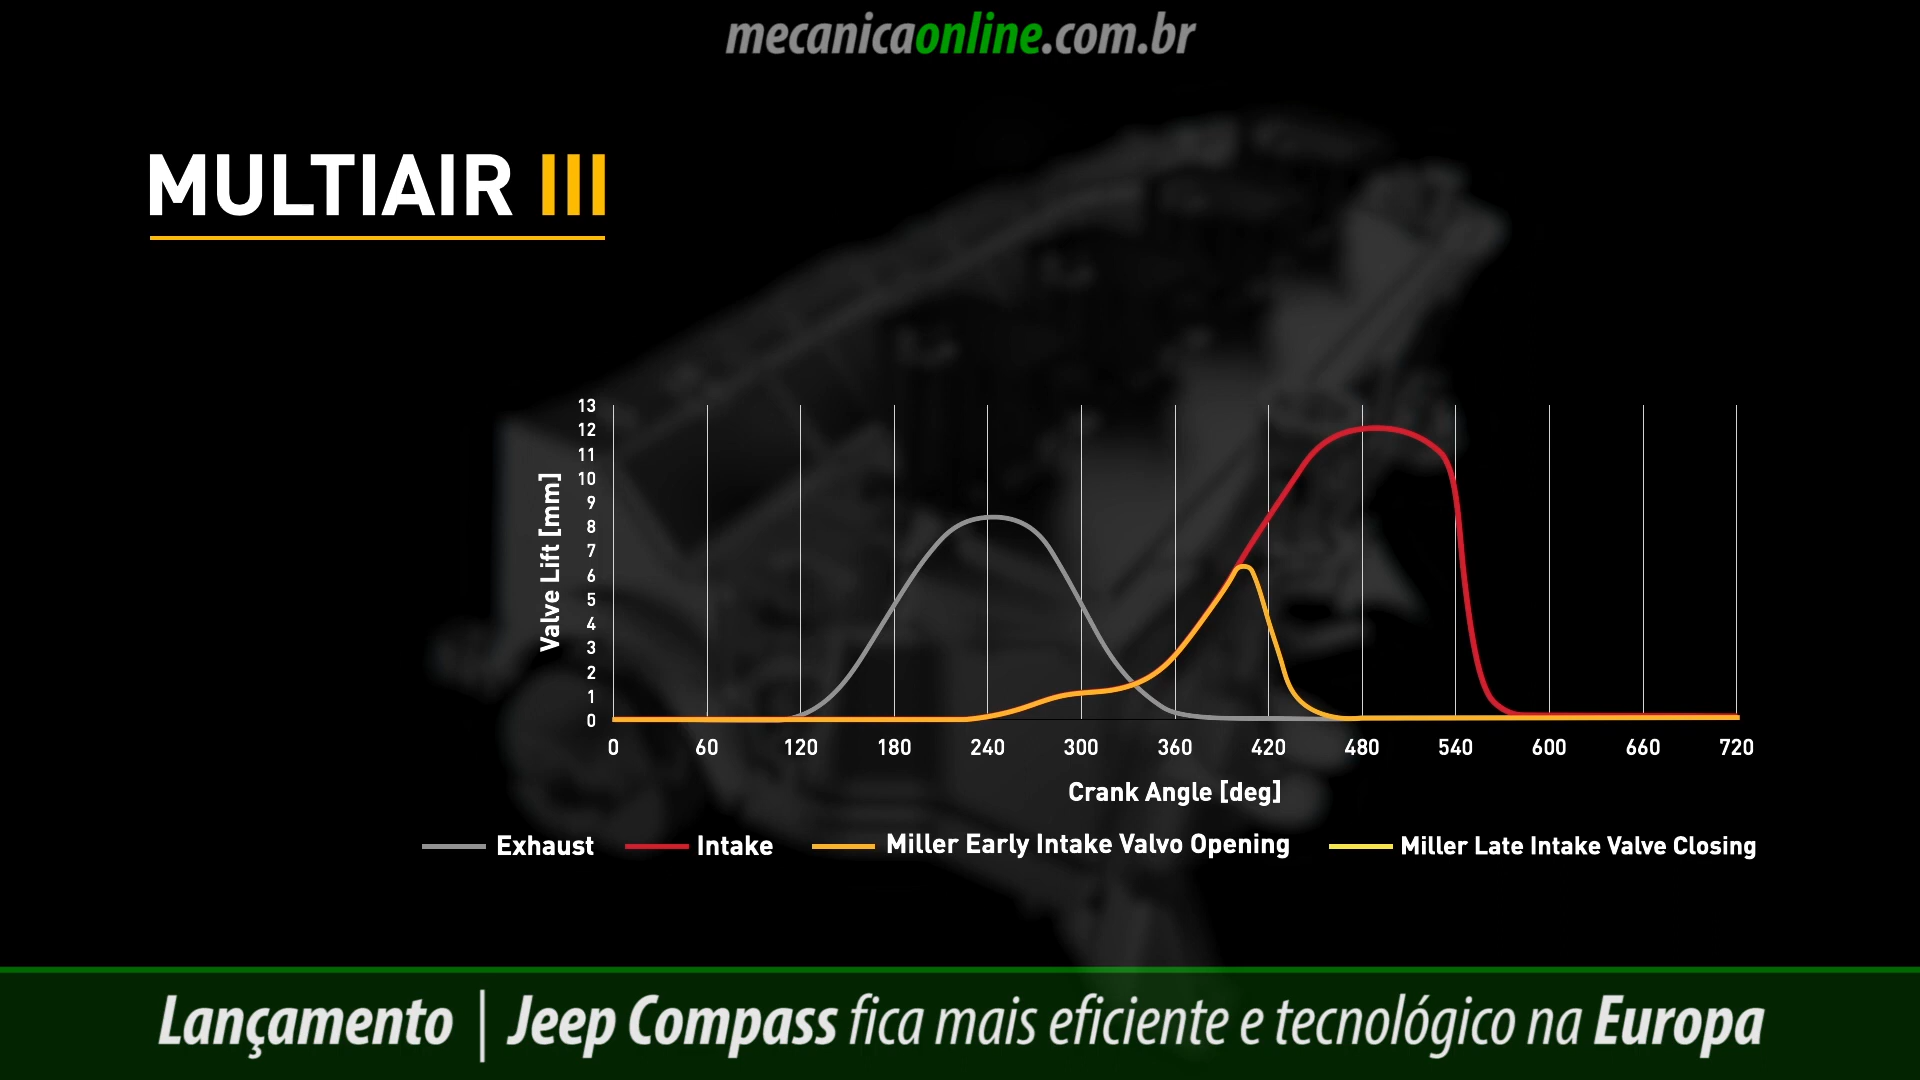 mecanicaonline.com.br
MULTIAIR III
13
12
11
10
9
8
7
6
5
4
3
2
1
0
Valve Lift [mm]
0 60 120 180 240 300 360 420 480 540 600 660 720
Crank Angle [deg]
Exhaust Intake Miller Early Intake Valvo Opening Miller Late Intake Valve Closing
Lançamento | Jeep Compass fica mais eficiente e tecnológico na Europa